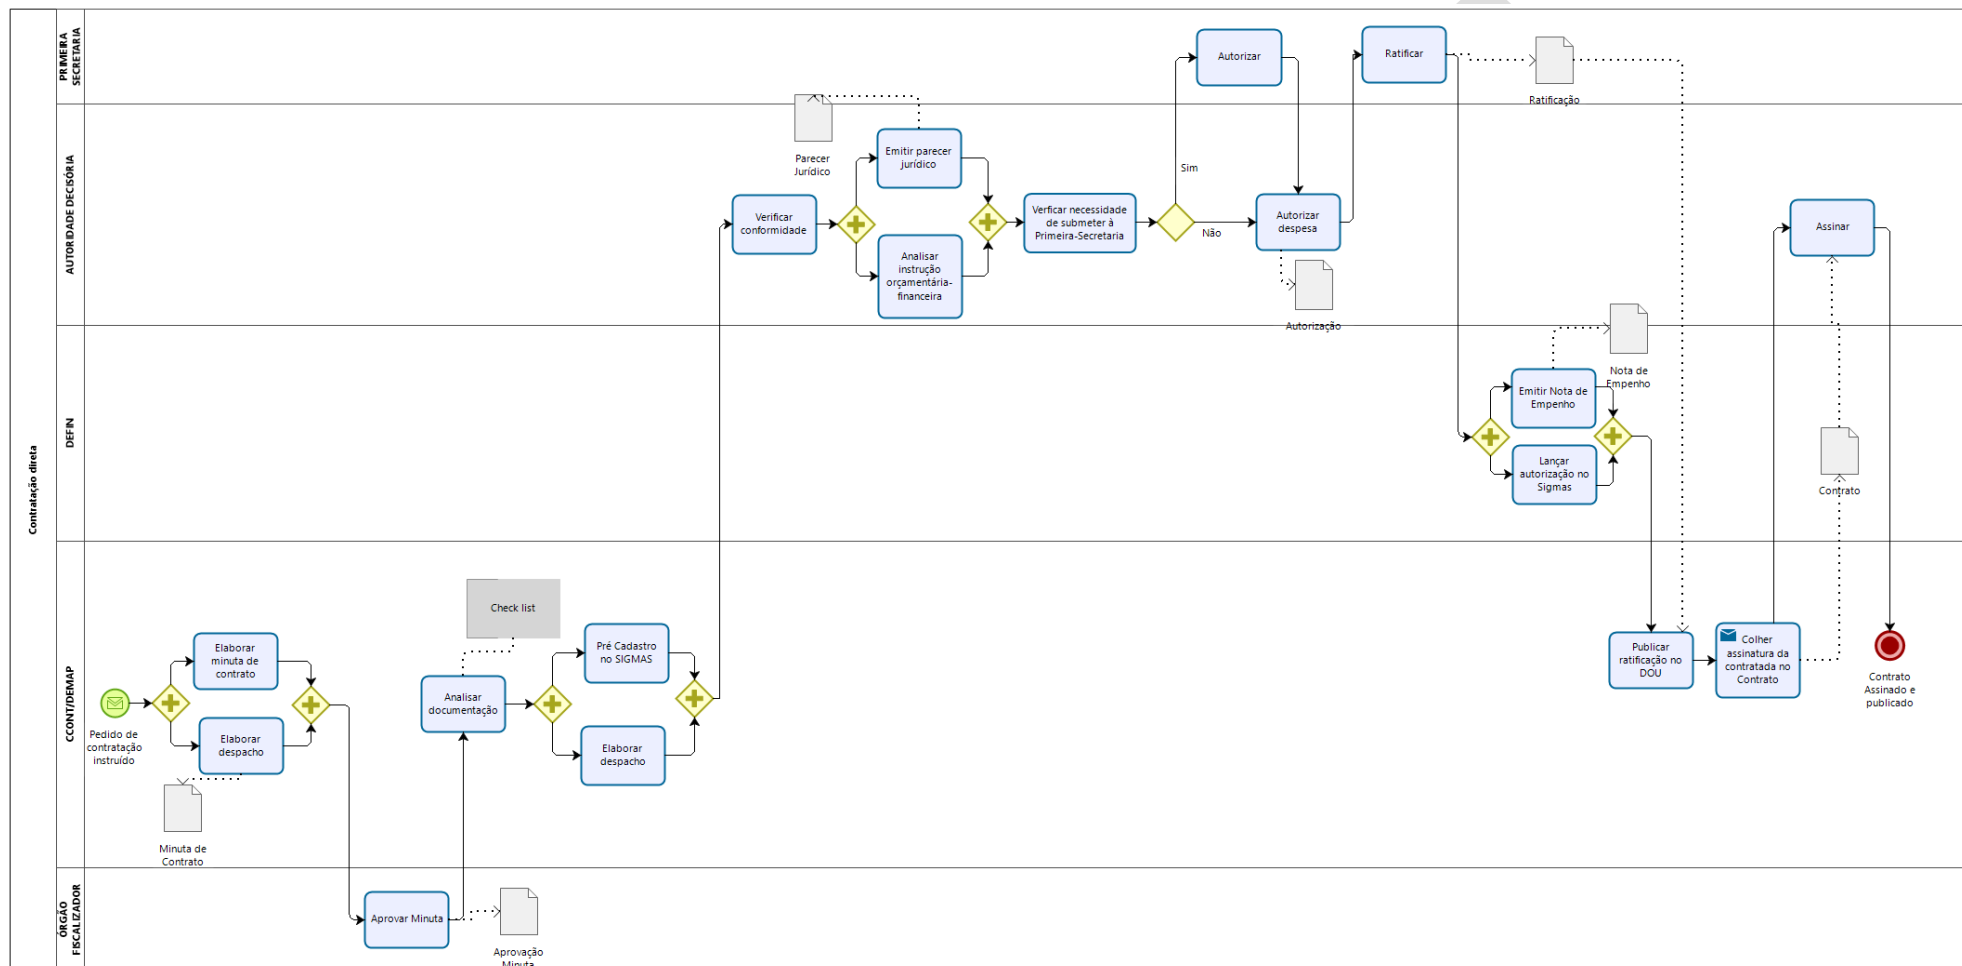 Contratação direta
PRIMEIRA
SECRETARIA
Autorizar
Ratificar
Ratificação
AUTORIDADE DECISÓRIA
Parecer
Jurídico
Emitir parecer
jurídico
Verificar
conformidade
Analisar
instrução
orçamentária-
financeira
Verficar necessidade
de submeter à
Primeira-Secretaria
Sim
Não
Autorizar
despesa
Autorização
Assinar
DEFIN
Nota de
Empenho
Emitir Nota de
Empenho
Lançar
autorização no
Sigmas
Contrato
CCONT/DEMAP
Pedido de
contratação
instruído
Elaborar
minuta de
contrato
Elaborar
despacho
Minuta de
Contrato
Check list
Analisar
documentação
Pré Cadastro
no SIGMAS
Elaborar
despacho
Publicar
ratificação no
DOU
Colher
assinatura da
contratada no
Contrato
Contrato
Assinado e
publicado
ÓRGÃO
FISCALIZADOR
Aprovar Minuta
Aprovação
Minuta